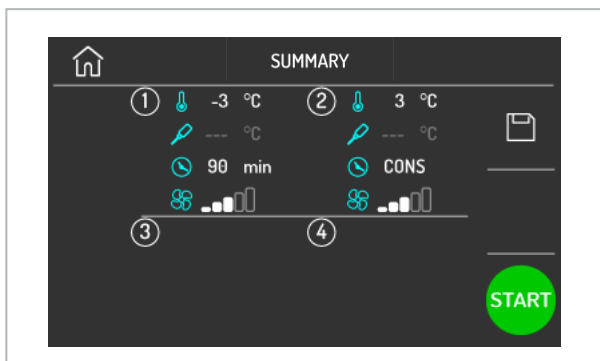 SUMMARY
① -3 °C ② 3 °C
--- °C --- °C
90 min CONS
③ ④
START